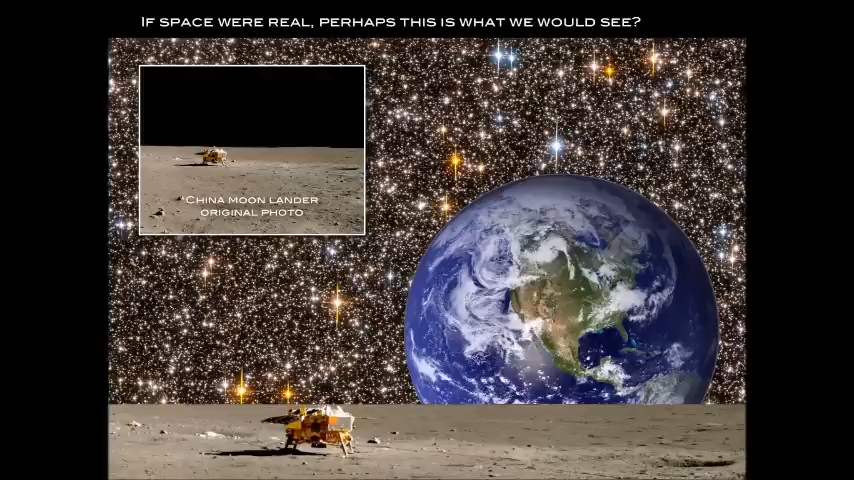 If space were real, perhaps this is what we would see?
*China moon lander
original photo